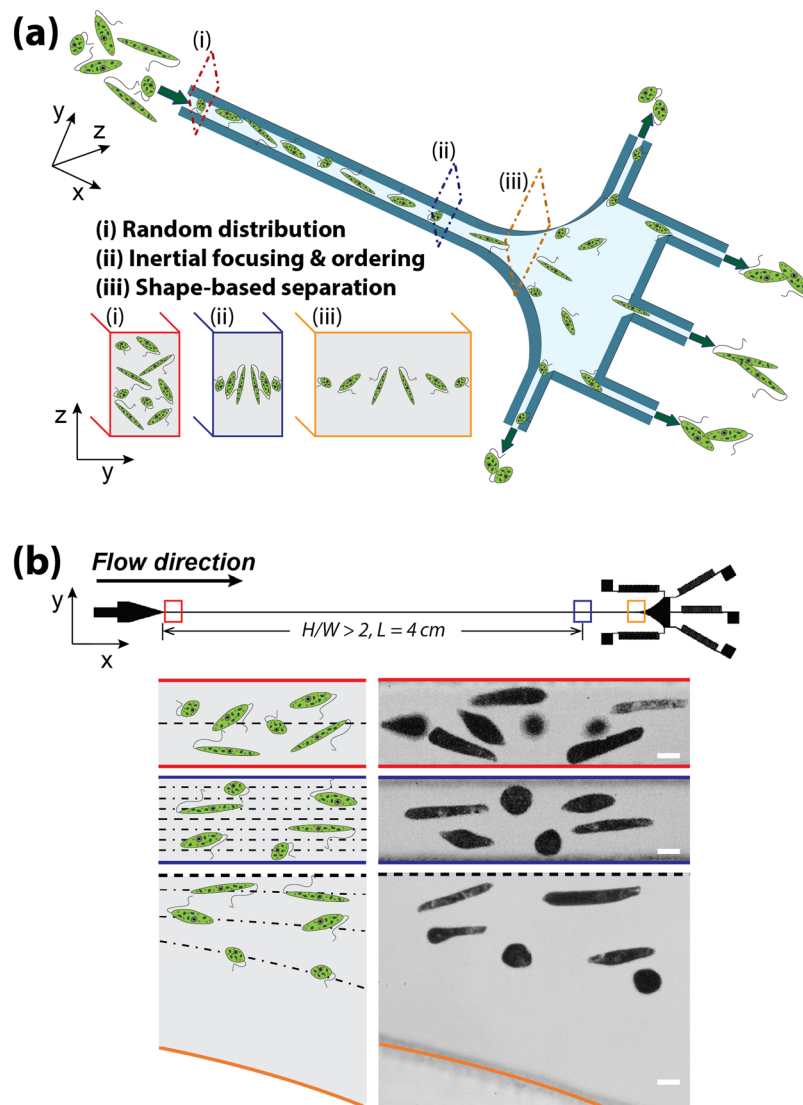 (a)
(i)
y
z
x
(ii)
(iii)
(i) Random distribution
(ii) Inertial focusing & ordering
(iii) Shape-based separation
(i)
(ii)
(iii)
z
y
(b)
Flow direction
y
x
H/W > 2, L = 4 cm